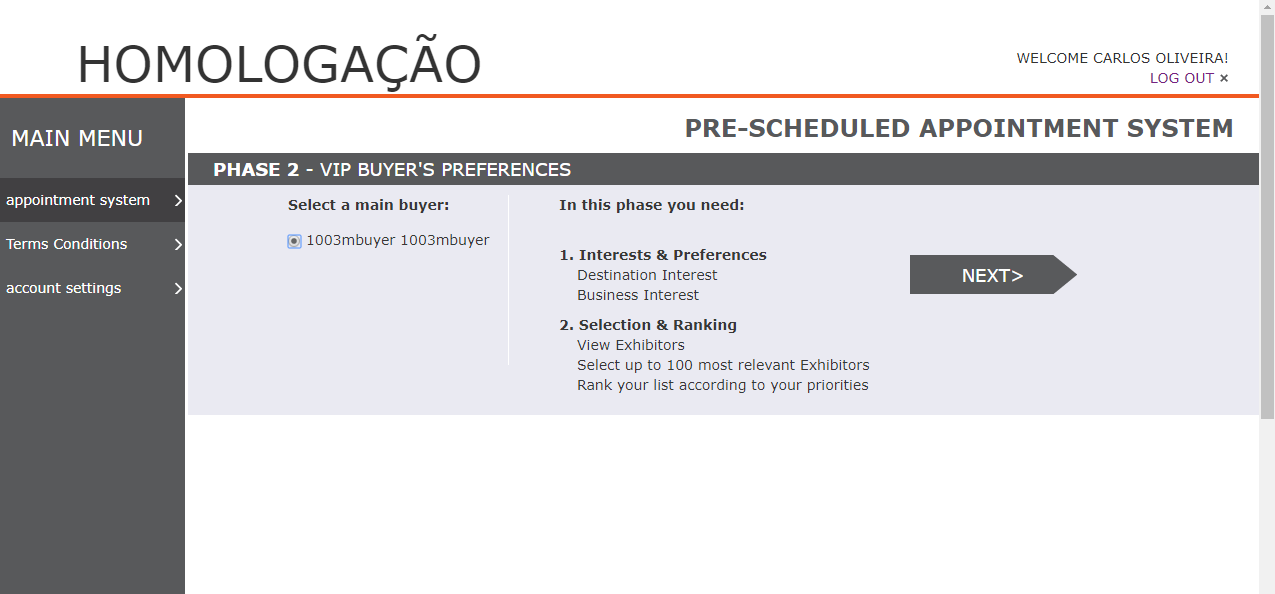 HOMOLOGAÇÃO
WELCOME CARLOS OLIVEIRA!
LOG OUT ×
MAIN MENU
appointment system
Terms Conditions
account settings
PRE-SCHEDULED APPOINTMENT SYSTEM
PHASE 2 - VIP BUYER'S PREFERENCES
Select a main buyer:
1003mbuyer 1003mbuyer
In this phase you need:
1. Interests & Preferences
Destination Interest
Business Interest
2. Selection & Ranking
View Exhibitors
Select up to 100 most relevant Exhibitors
Rank your list according to your priorities
NEXT>